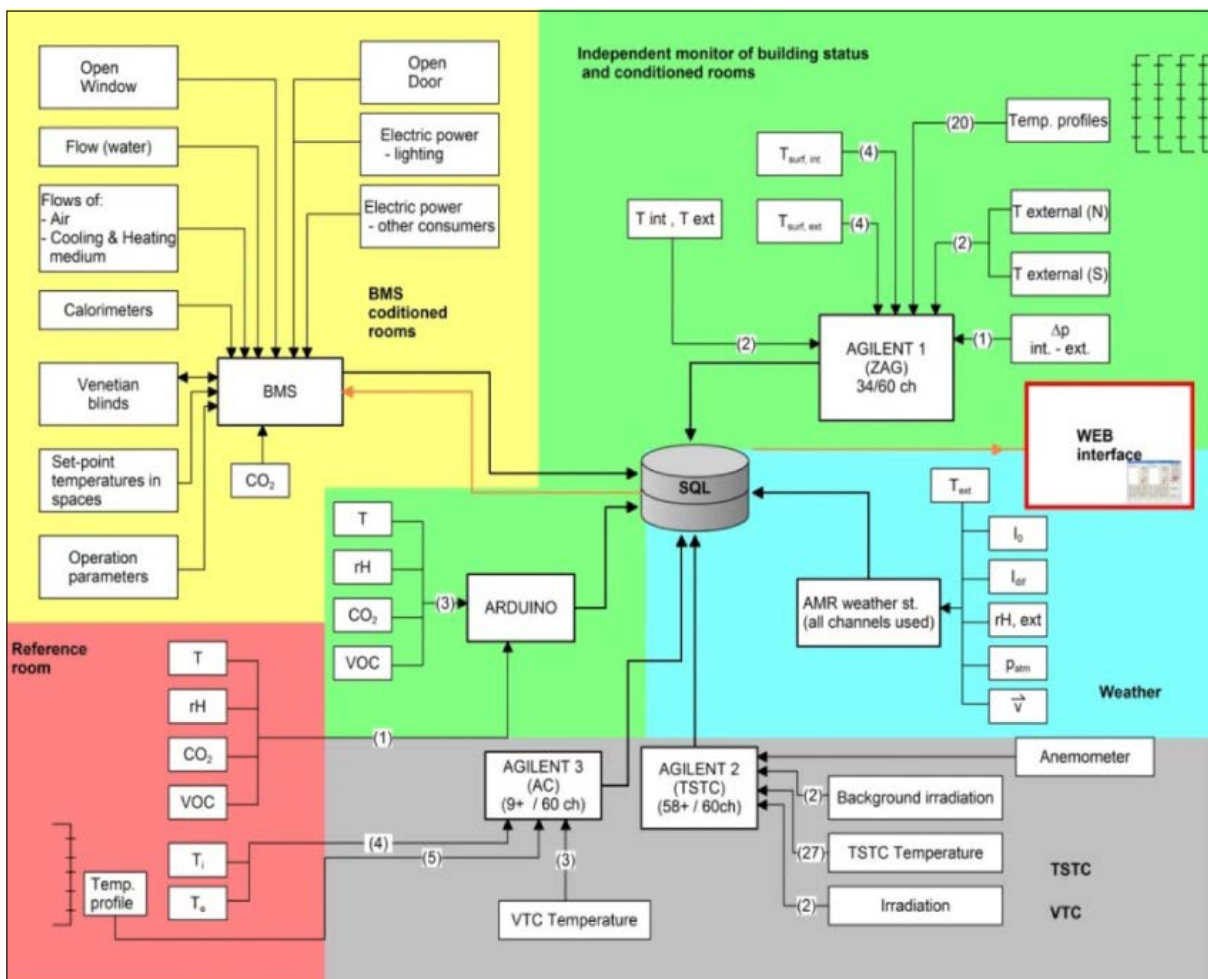 Open
Window
Open
Door
Flow (water)
Electric power
- lighting
Flows of:
- Air
- Cooling & Heating
medium
Electric power
- other consumers
Calorimeters
BMS
coditioned
rooms
Venetian
blinds
BMS
Set-point
temperatures in
spaces
CO₂
Operation
parameters
Independent monitor of building status
and conditioned rooms
(20)
Temp. profiles
T surf, int
(4)
T int , T ext
T surf, ext
(4)
T external (N)
(2)
T external (S)
(2)
AGILENT 1
(ZAG)
34/60 ch
(1)
Δp
int. - ext.
WEB
interface
SQL
T
rH
CO₂
VOC
(3)
ARDUINO
T ext
I₀
I dif
rH, ext
p atm
v⃗
AMR weather st.
(all channels used)
Weather
Reference
room
T
rH
CO₂
VOC
(1)
Tᵢ
Tₑ
(4)
(5)
Temp.
profile
AGILENT 3
(AC)
(9+ / 60 ch)
(3)
VTC Temperature
AGILENT 2
(TSTC)
(58+ / 60ch)
Anemometer
(2)
Background irradiation
(27)
TSTC Temperature
(2)
Irradiation
TSTC
VTC